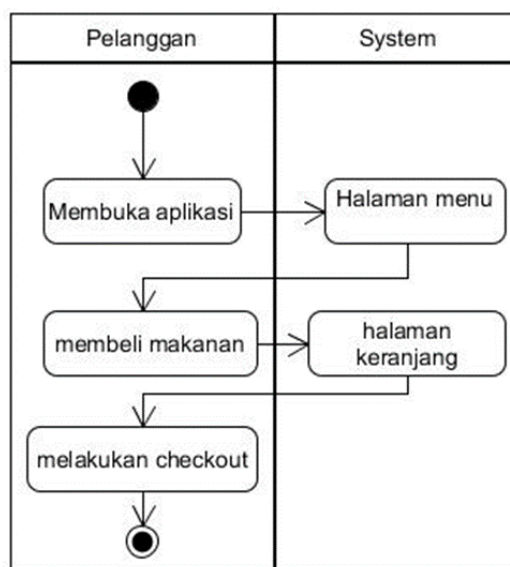 Pelanggan
System
Membuka aplikasi
Halaman menu
membeli makanan
halaman
keranjang
melakukan checkout